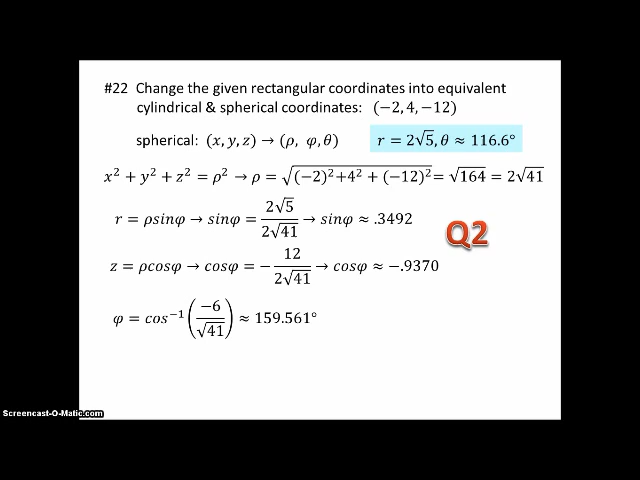 #22 Change the given rectangular coordinates into equivalent
cylindrical & spherical coordinates: (−2, 4, −12)
spherical: (x, y, z) → (ρ, φ, θ) r = 2√5, θ ≈ 116.6°
x² + y² + z² = ρ² → ρ = √((−2)²+4² + (−12)²) = √164 = 2√41
r = ρsinφ → sinφ = 2√5/2√41 → sinφ ≈ .3492
Q2
z = ρcosφ → cosφ = − 12/2√41 → cosφ ≈ −.9370
φ = cos⁻¹(−6/√41) ≈ 159.561°
Screencast-O-Matic.com